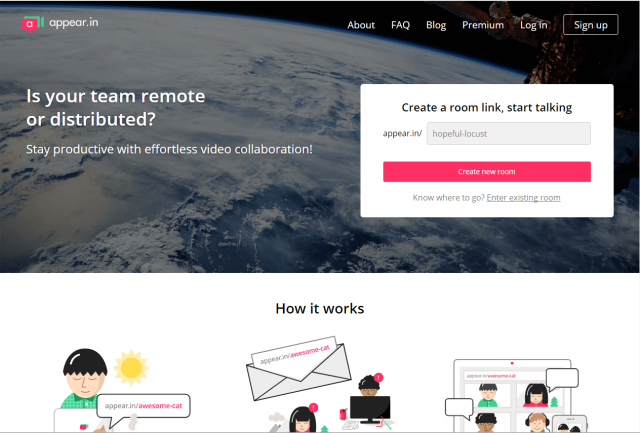 a appear.in
About FAQ Blog Premium Log in Sign up
Is your team remote
or distributed?
Stay productive with effortless video collaboration!
Create a room link, start talking
appear.in/ hopeful-locust
Create new room
Know where to go? Enter existing room
How it works
appear.in/awesome-cat
appear.in/awesome-cat
appear.in/awesome-cat